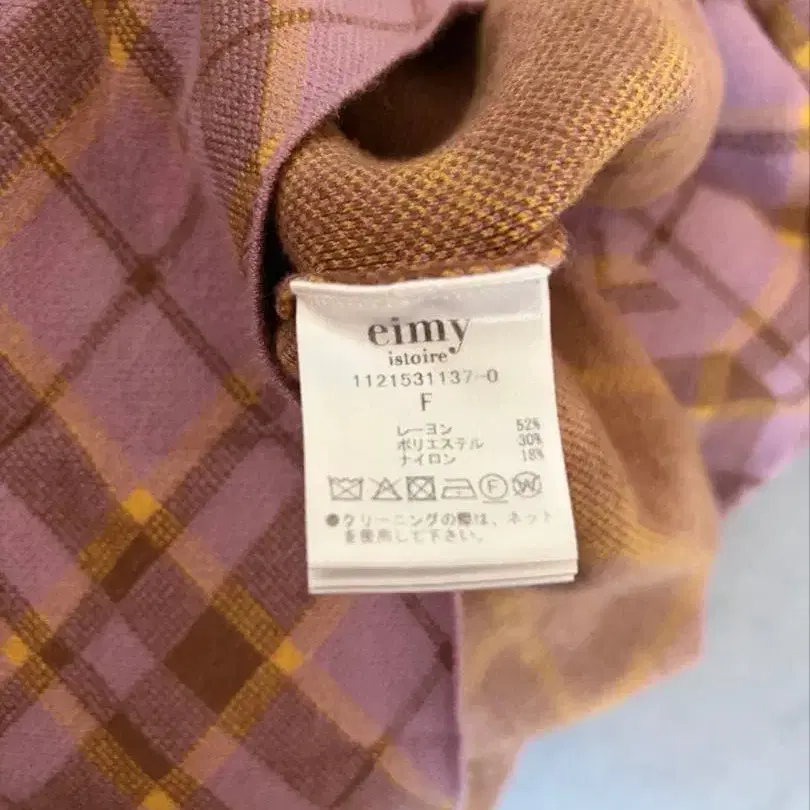 eimy
istoire
1121531137-0
F
レーヨン 52%
ポリエステル 30%
ナイロン 18%
F W
●クリーニングの際は、ネット
を使用して下さい。